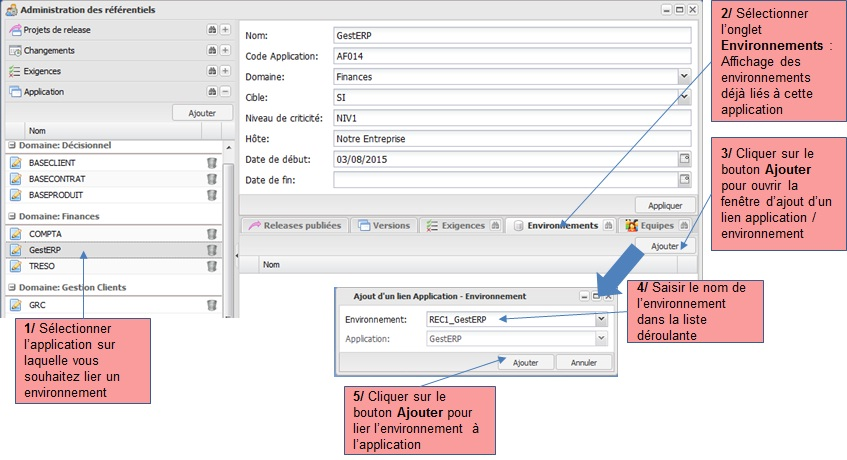 Administration des référentiels
Projets de release
Changements
Exigences
Application
Ajouter
Nom
Domaine: Décisionnel
BASECLIENT
BASECONTRAT
BASEPRODUIT
Domaine: Finances
COMPTA
GestERP
TRESO
Domaine: Gestion Clients
GRC
Nom: GestERP
Code Application: AF014
Domaine: Finances
Cible: SI
Niveau de criticité: NIV1
Hôte: Notre Entreprise
Date de début: 03/08/2015
Date de fin:
Appliquer
Releases publiées Versions Exigences Environnements Equipes
Ajouter
Nom
Ajout d'un lien Application - Environnement
Environnement: REC1_GestERP
Application: GestERP
Ajouter Annuler
1/ Sélectionner
l'application sur
laquelle vous
souhaitez lier un
environnement
2/ Sélectionner
l'onglet
Environnements :
Affichage des
environnements
déjà liés à cette
application
3/ Cliquer sur le
bouton Ajouter
pour ouvrir la
fenêtre d'ajout d'un
lien application /
environnement
4/ Saisir le nom de
l'environnement
dans la liste
déroulante
5/ Cliquer sur le
bouton Ajouter pour
lier l'environnement à
l'application